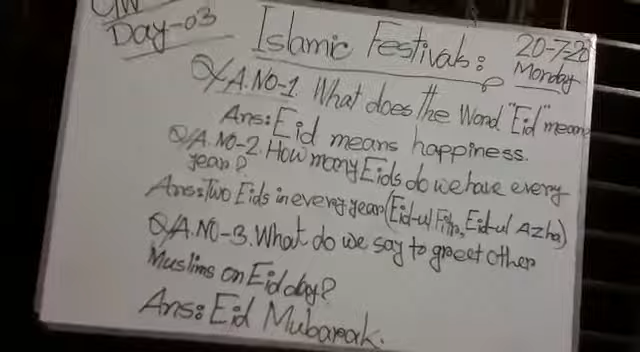 C/W
Day-03
Islamic Festivals:
20-7-20
Monday
Q/A.NO-1. What does the Word "Eid" mean
Ans: Eid means happiness.
Q/A.NO-2. How many Eids do we have every
year?
Ans: Two Eids in every year (Eid-ul Fitr, Eid-ul Azha)
Q/A.NO-3. What do we say to greet other
Muslims on Eid day?
Ans: Eid Mubarak.